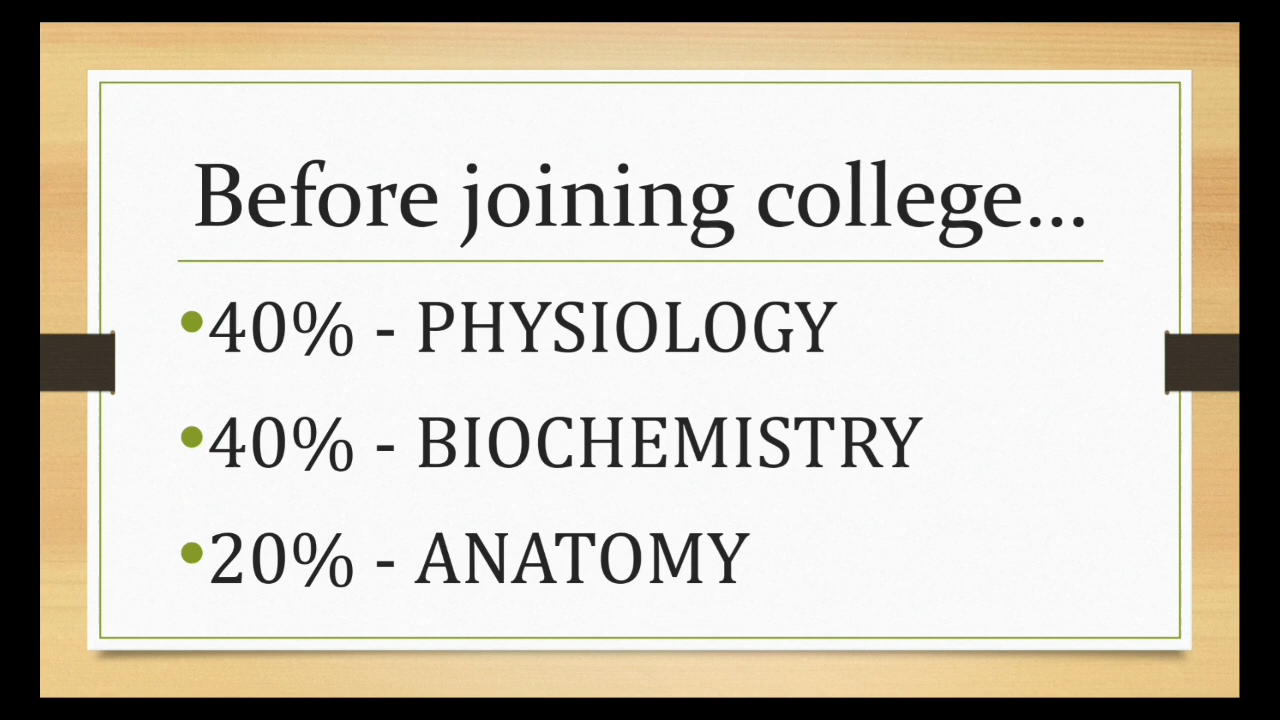 Before joining college...
•40% - PHYSIOLOGY
•40% - BIOCHEMISTRY
•20% - ANATOMY